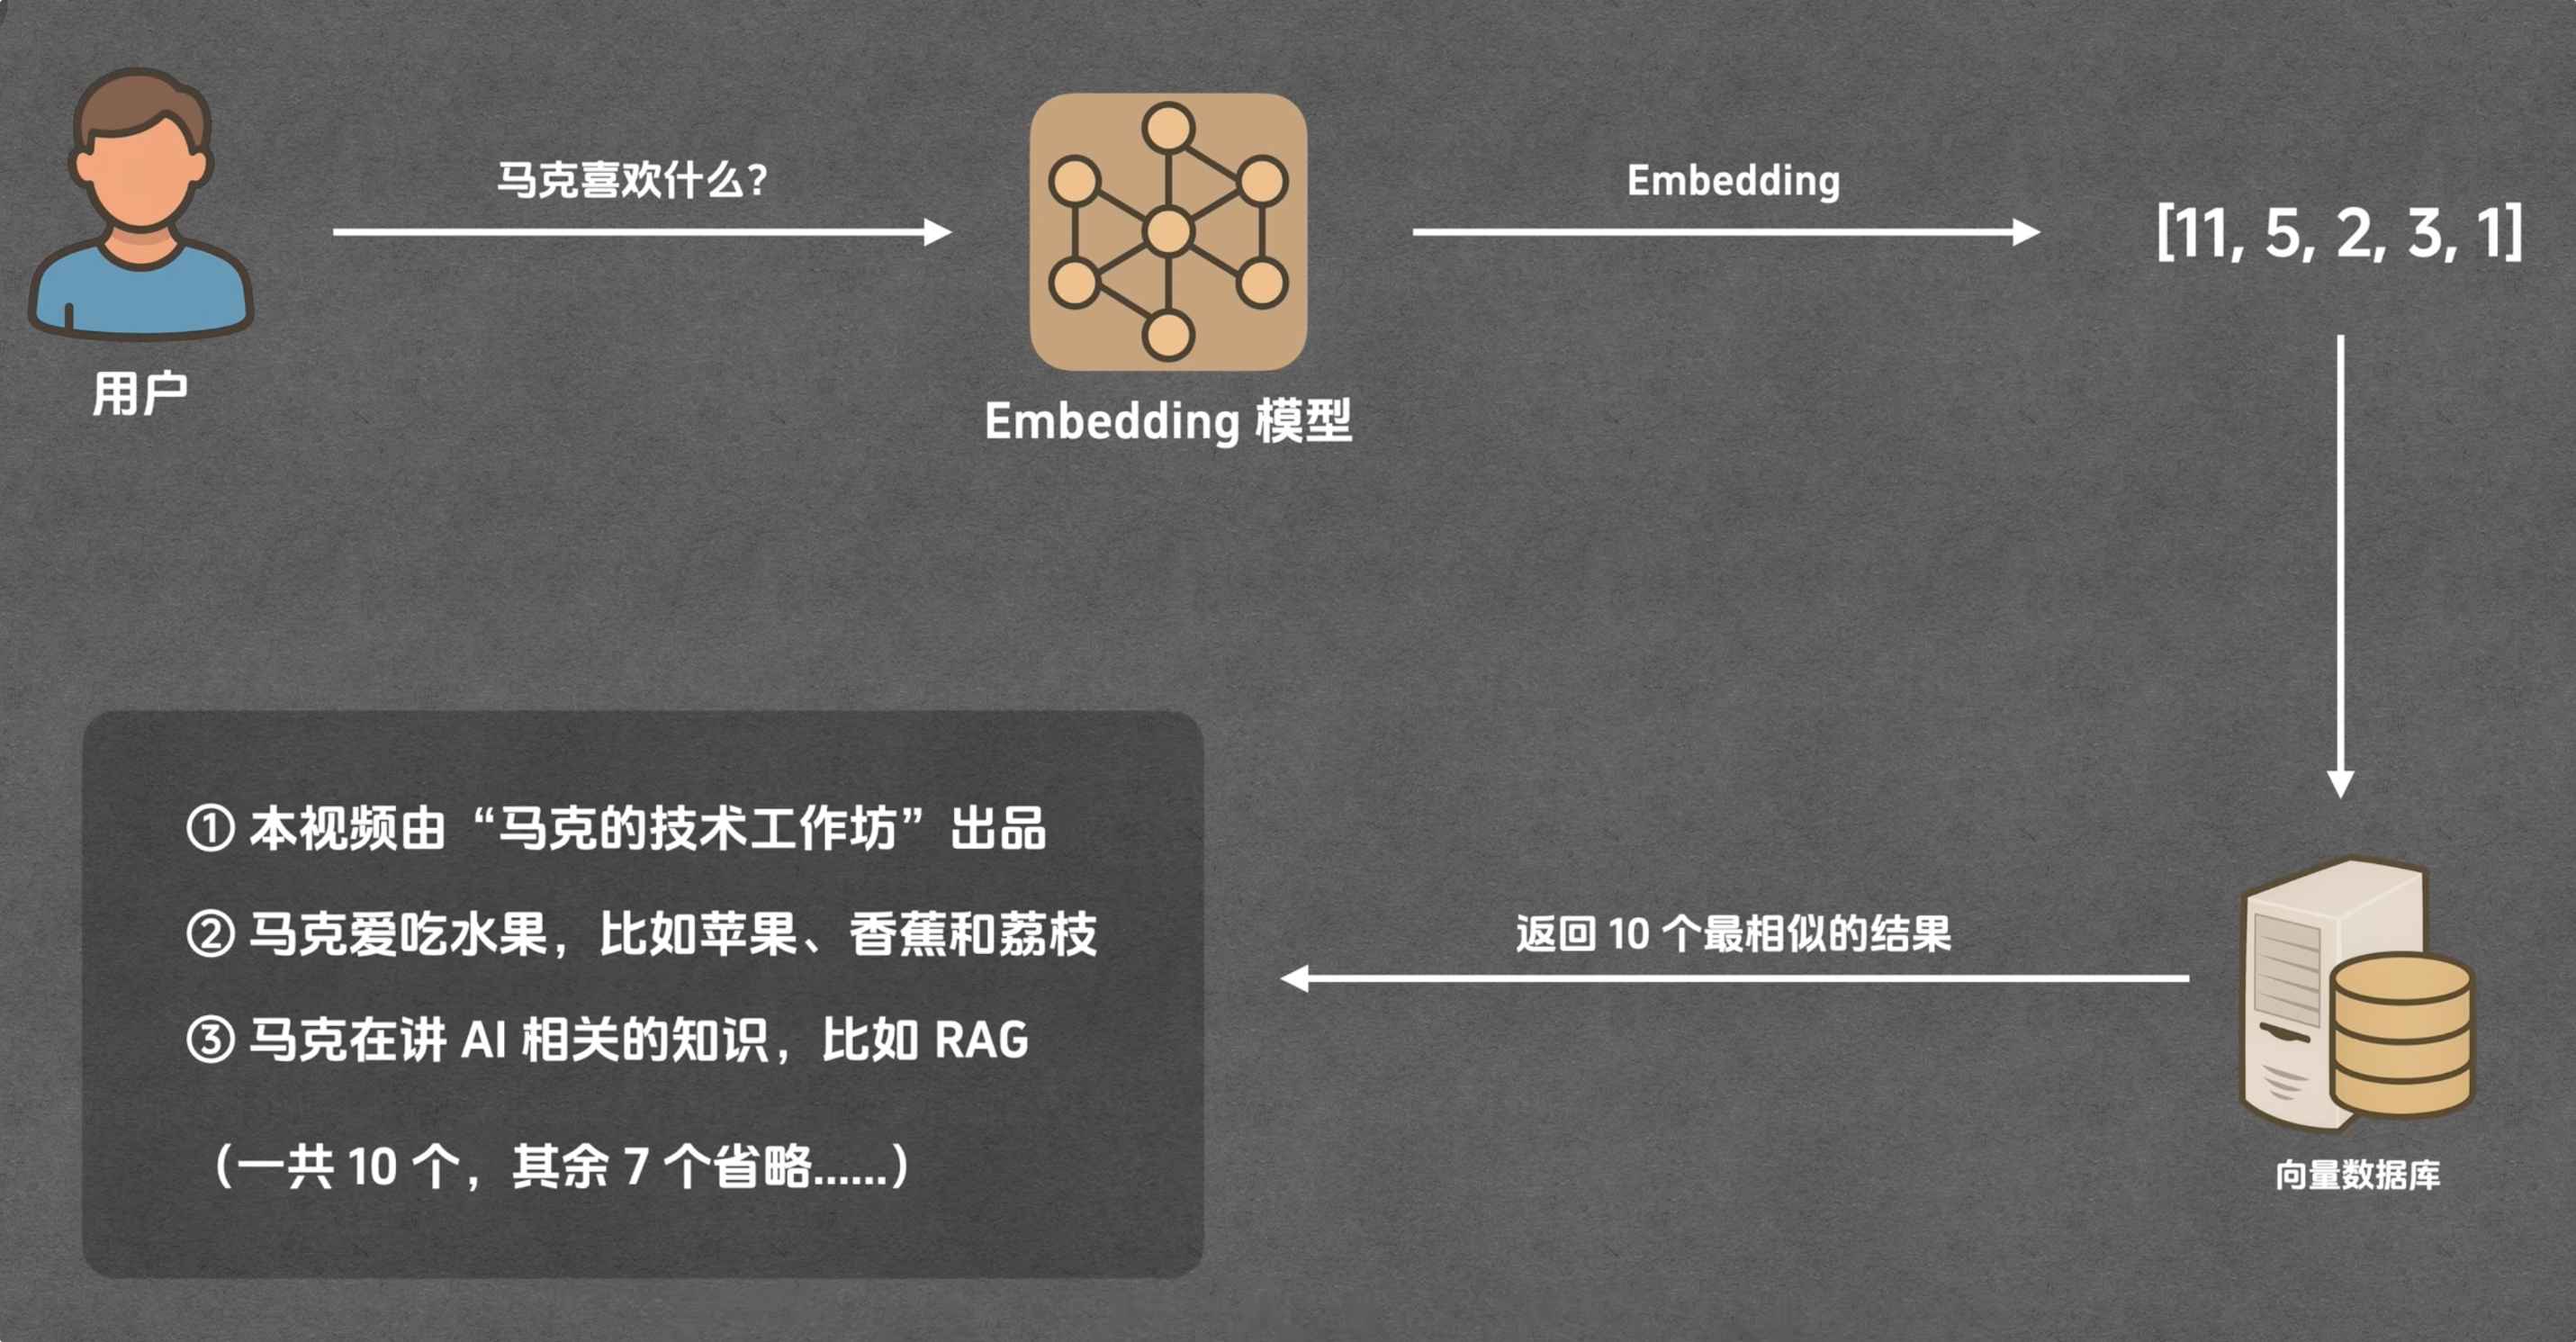 马克喜欢什么？
Embedding
[11, 5, 2, 3, 1]
用户
Embedding 模型
① 本视频由“马克的技术工作坊”出品
② 马克爱吃水果，比如苹果、香蕉和荔枝
③ 马克在讲 AI 相关的知识，比如 RAG
（一共 10 个，其余 7 个省略......）
返回 10 个最相似的结果
向量数据库